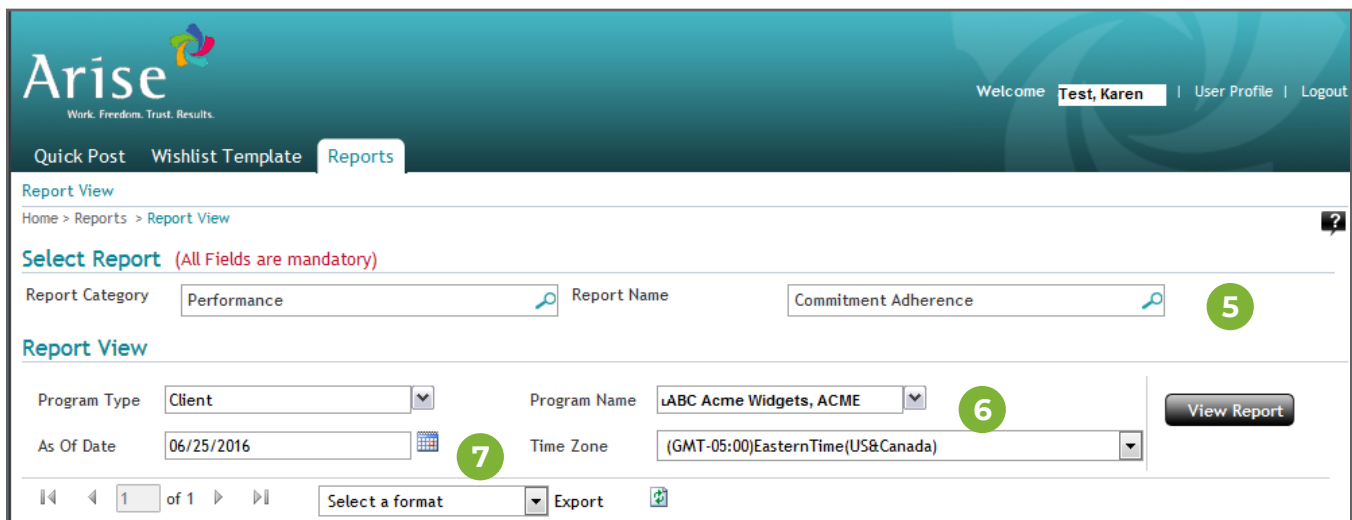 Arise
Work. Freedom. Trust. Results.
Welcome Test, Karen | User Profile | Logout
Quick Post Wishlist Template Reports
Report View
Home > Reports > Report View
?
Select Report (All Fields are mandatory)
Report Category Performance Report Name Commitment Adherence 5
Report View
Program Type Client Program Name ABC Acme Widgets, ACME 6 View Report
As Of Date 06/25/2016 7 Time Zone (GMT-05:00)EasternTime(US&Canada)
1 of 1 Select a format Export